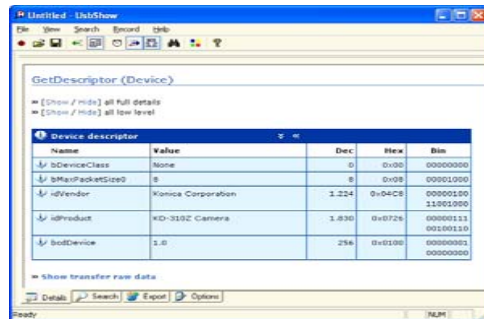 Untitled - UsbShow
File View Search Record Help
GetDescriptor (Device)
» [Show / Hide] all full details
» [Show / Hide] all low level
Device descriptor
Name Value Dec Hex Bin
bDeviceClass None 0 0x00 00000000
bMaxPacketSize0 8 8 0x08 00001000
idVendor Konica Corporation 1.224 0x04C8 00000100
11001000
idProduct KD-310Z Camera 1.830 0x0726 00000111
00100110
bcdDevice 1.0 256 0x0100 00000001
00000000
» Show transfer raw data
Details Search Export Options
Ready NUM